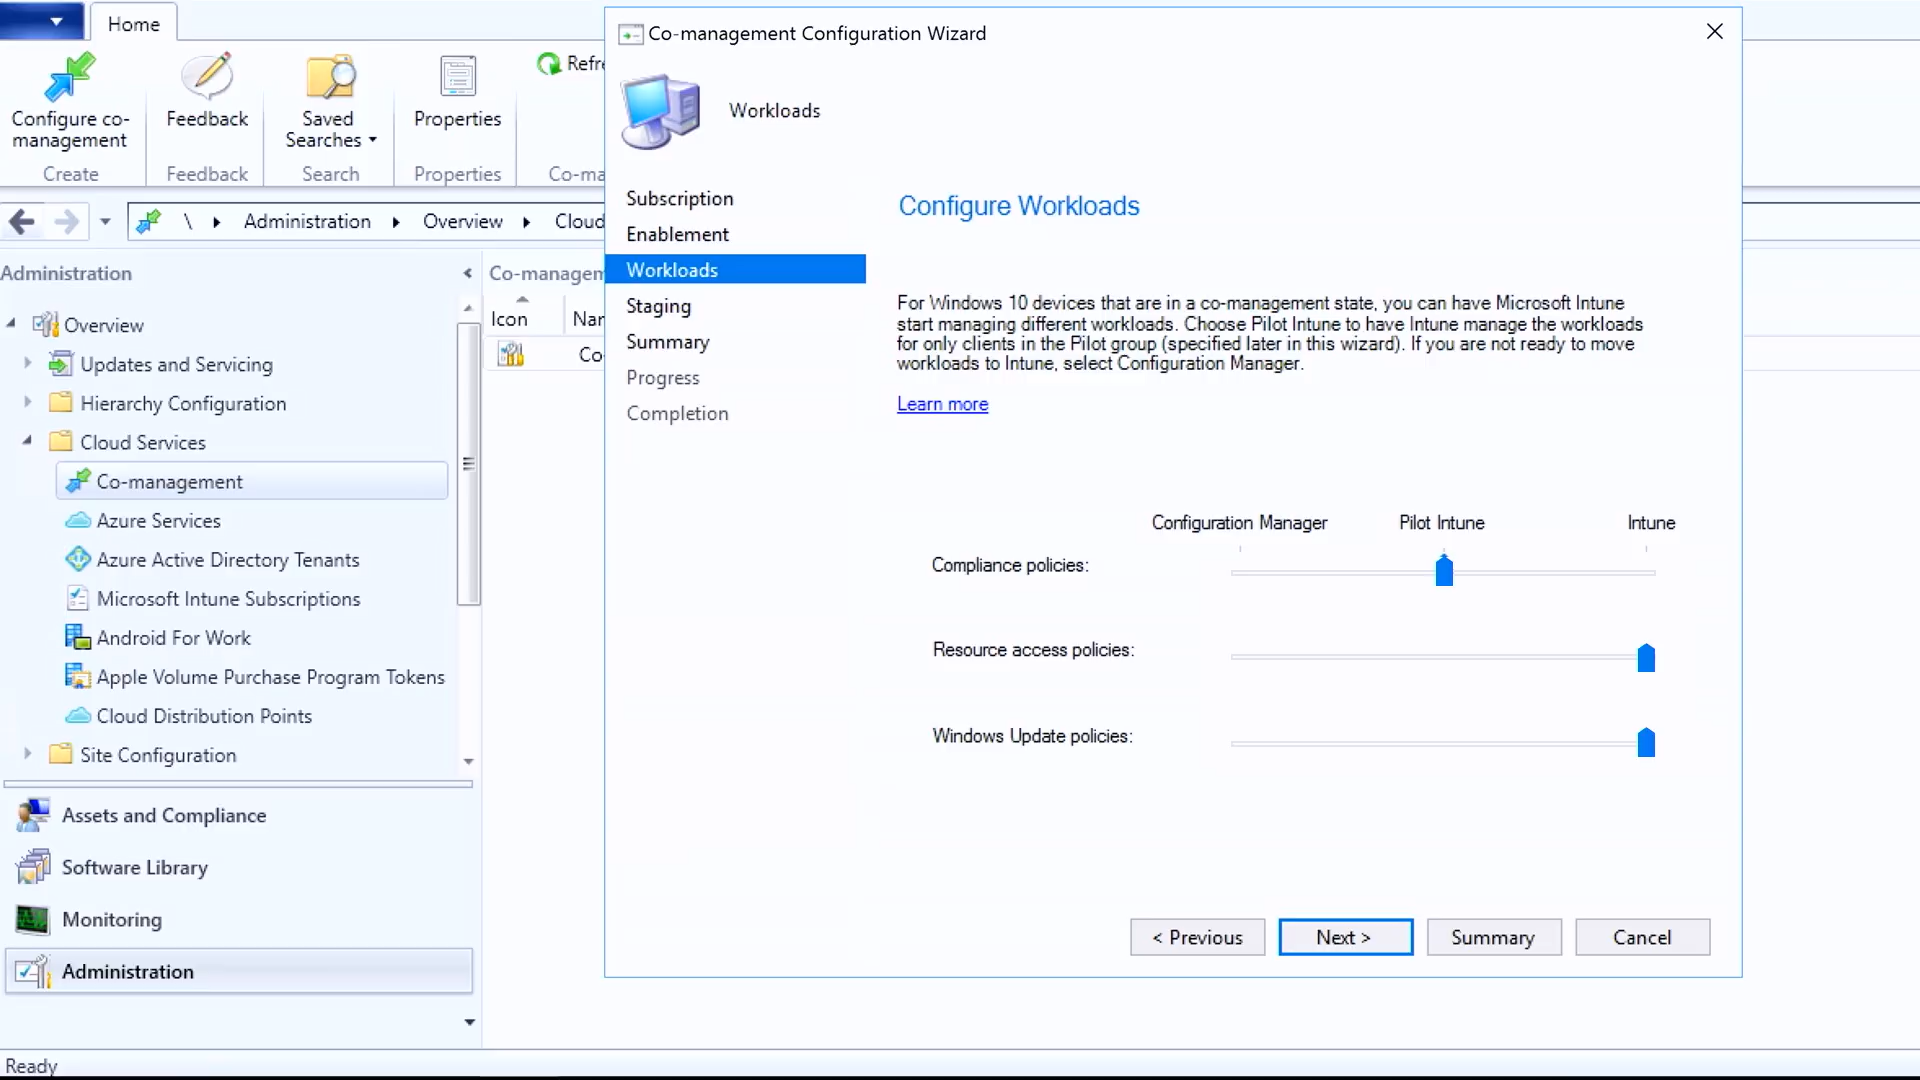 Home
Configure co-
management
Create
Feedback
Feedback
Saved
Searches
Search
Properties
Properties
Refre
Co-ma
\ Administration Overview Cloud
Administration
Overview
Updates and Servicing
Hierarchy Configuration
Cloud Services
Co-management
Azure Services
Azure Active Directory Tenants
Microsoft Intune Subscriptions
Android For Work
Apple Volume Purchase Program Tokens
Cloud Distribution Points
Site Configuration
Assets and Compliance
Software Library
Monitoring
Administration
Ready
Co-managem
Icon Nar
Co
Co-management Configuration Wizard
Workloads
Subscription
Enablement
Workloads
Staging
Summary
Progress
Completion
Configure Workloads
For Windows 10 devices that are in a co-management state, you can have Microsoft Intune
start managing different workloads. Choose Pilot Intune to have Intune manage the workloads
for only clients in the Pilot group (specified later in this wizard). If you are not ready to move
workloads to Intune, select Configuration Manager.
Learn more
Configuration Manager Pilot Intune Intune
Compliance policies:
Resource access policies:
Windows Update policies:
< Previous Next > Summary Cancel